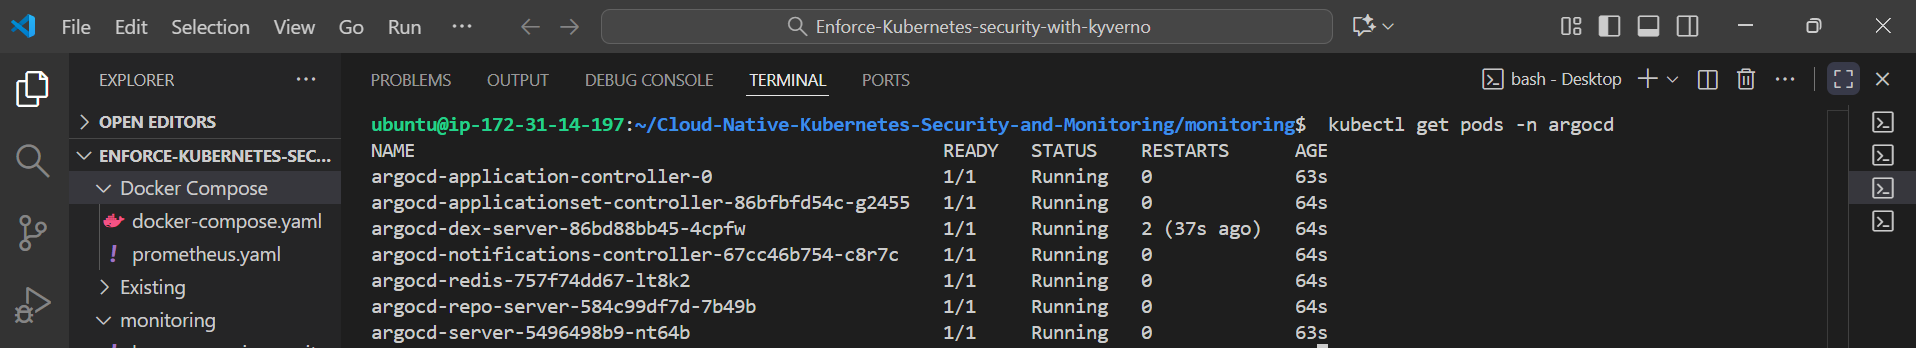 File Edit Selection View Go Run ··· Enforce-Kubernetes-security-with-kyverno
EXPLORER ···
OPEN EDITORS
ENFORCE-KUBERNETES-SEC...
Docker Compose
docker-compose.yaml
! prometheus.yaml
Existing
monitoring
PROBLEMS OUTPUT DEBUG CONSOLE TERMINAL PORTS bash - Desktop ···
ubuntu@ip-172-31-14-197:~/Cloud-Native-Kubernetes-Security-and-Monitoring/monitoring$ kubectl get pods -n argocd
NAME READY STATUS RESTARTS AGE
argocd-application-controller-0 1/1 Running 0 63s
argocd-applicationset-controller-86bfbfd54c-g2455 1/1 Running 0 64s
argocd-dex-server-86bd88bb45-4cpfw 1/1 Running 2 (37s ago) 64s
argocd-notifications-controller-67cc46b754-c8r7c 1/1 Running 0 64s
argocd-redis-757f74dd67-lt8k2 1/1 Running 0 64s
argocd-repo-server-584c99df7d-7b49b 1/1 Running 0 64s
argocd-server-5496498b9-nt64b 1/1 Running 0 63s